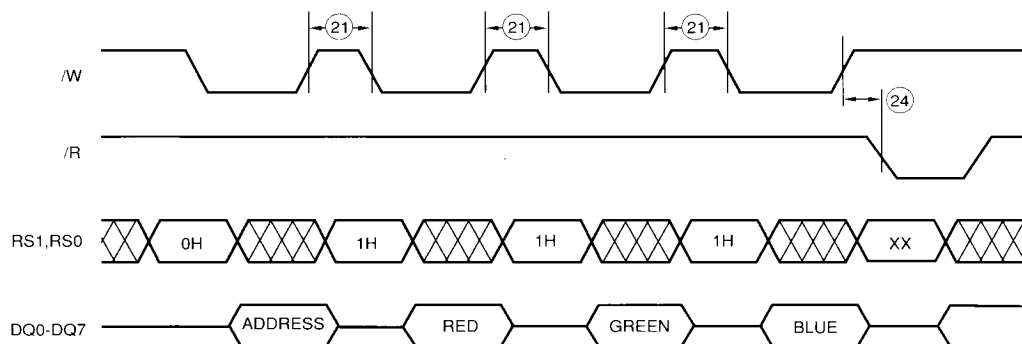 21 21 21
/W
24
/R
RS1,RS0 0H 1H 1H 1H XX
DQ0-DQ7 ADDRESS RED GREEN BLUE